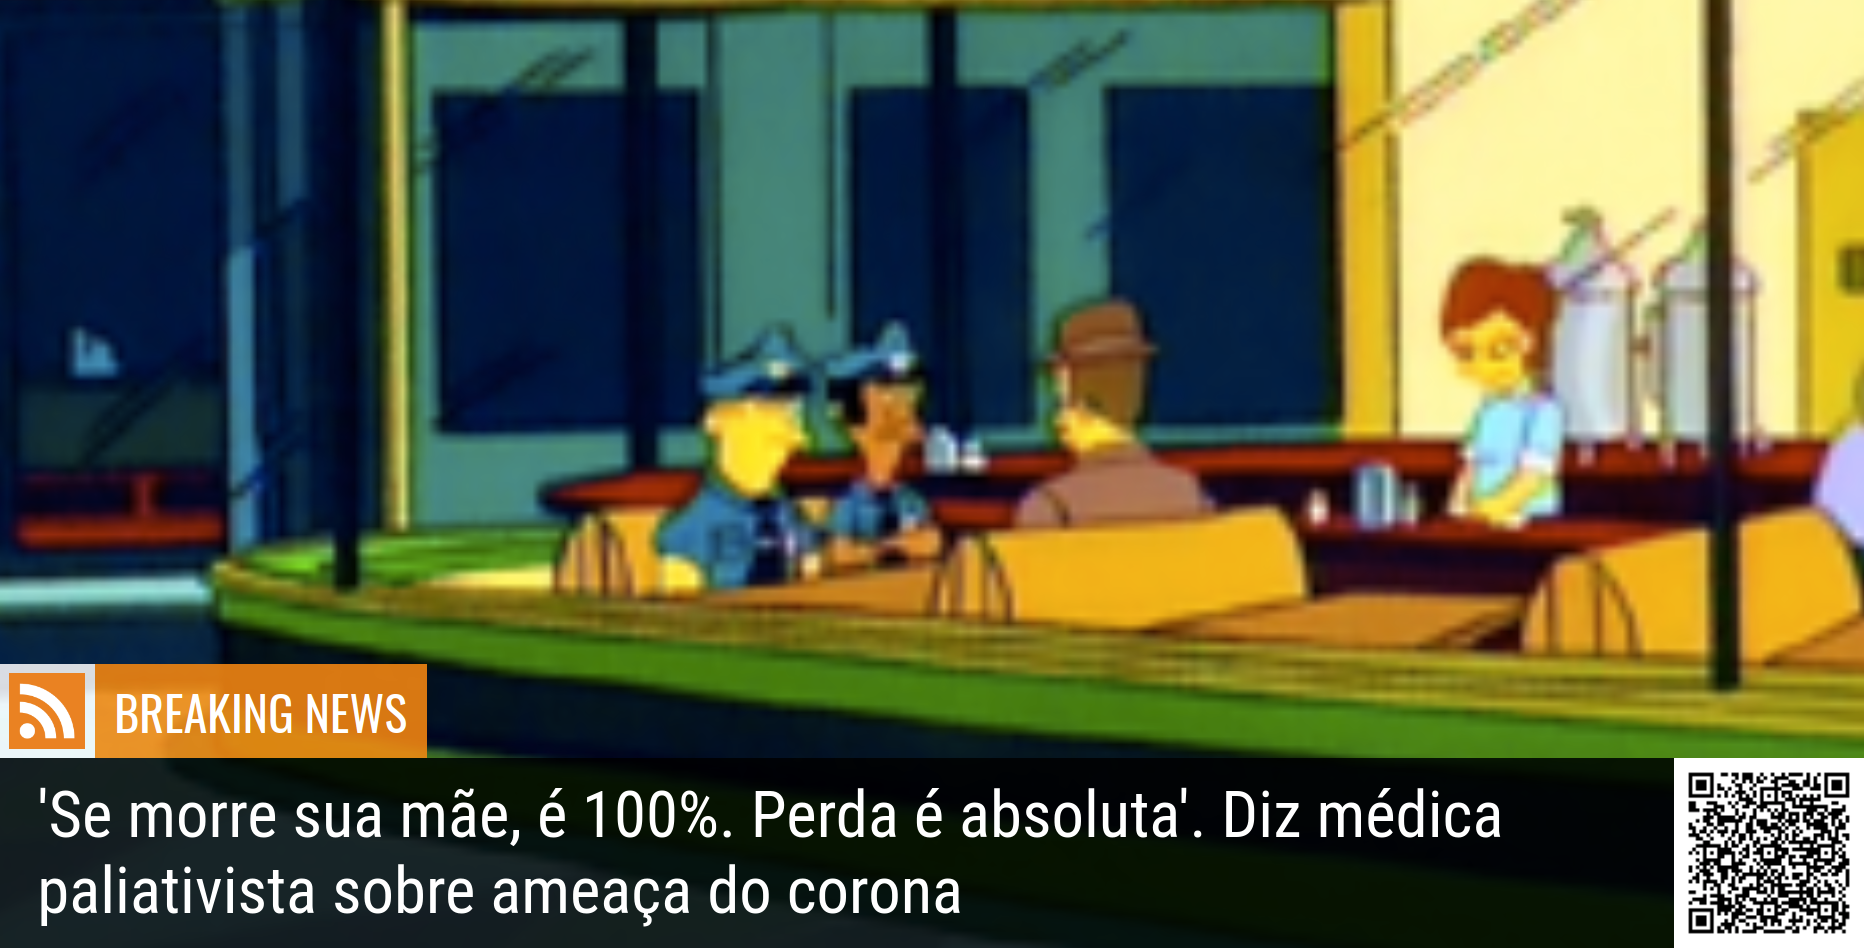 BREAKING NEWS
'Se morre sua mãe, é 100%. Perda é absoluta'. Diz médica
paliativista sobre ameaça do corona